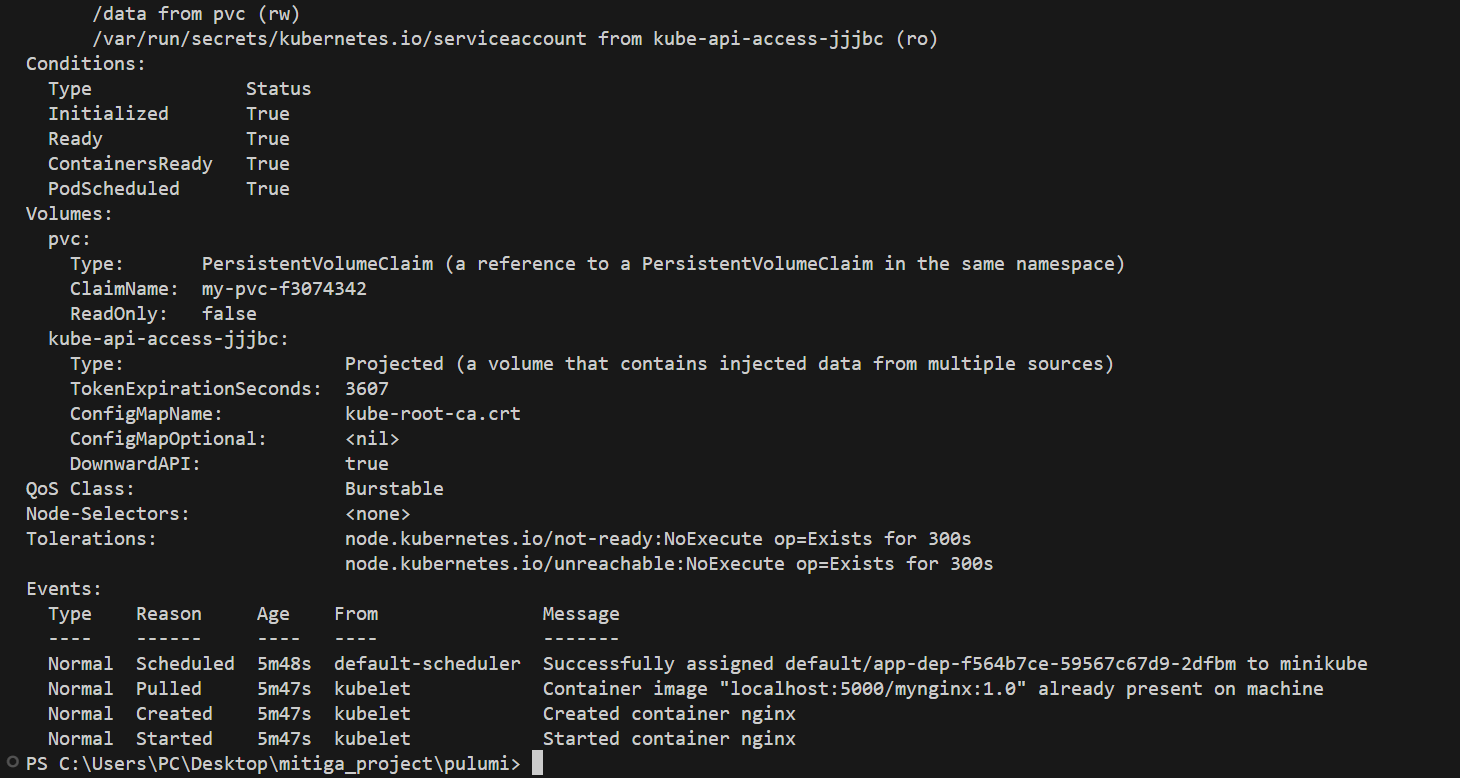 /data from pvc (rw)
/var/run/secrets/kubernetes.io/serviceaccount from kube-api-access-jjjbc (ro)
Conditions:
Type Status
Initialized True
Ready True
ContainersReady True
PodScheduled True
Volumes:
pvc:
Type: PersistentVolumeClaim (a reference to a PersistentVolumeClaim in the same namespace)
ClaimName: my-pvc-f3074342
ReadOnly: false
kube-api-access-jjjbc:
Type: Projected (a volume that contains injected data from multiple sources)
TokenExpirationSeconds: 3607
ConfigMapName: kube-root-ca.crt
ConfigMapOptional: <nil>
DownwardAPI: true
QoS Class: Burstable
Node-Selectors: <none>
Tolerations: node.kubernetes.io/not-ready:NoExecute op=Exists for 300s
node.kubernetes.io/unreachable:NoExecute op=Exists for 300s
Events:
Type Reason Age From Message
---- ------ ---- ---- -------
Normal Scheduled 5m48s default-scheduler Successfully assigned default/app-dep-f564b7ce-59567c67d9-2dfbm to minikube
Normal Pulled 5m47s kubelet Container image "localhost:5000/mynginx:1.0" already present on machine
Normal Created 5m47s kubelet Created container nginx
Normal Started 5m47s kubelet Started container nginx
PS C:\Users\PC\Desktop\mitiga_project\pulumi>